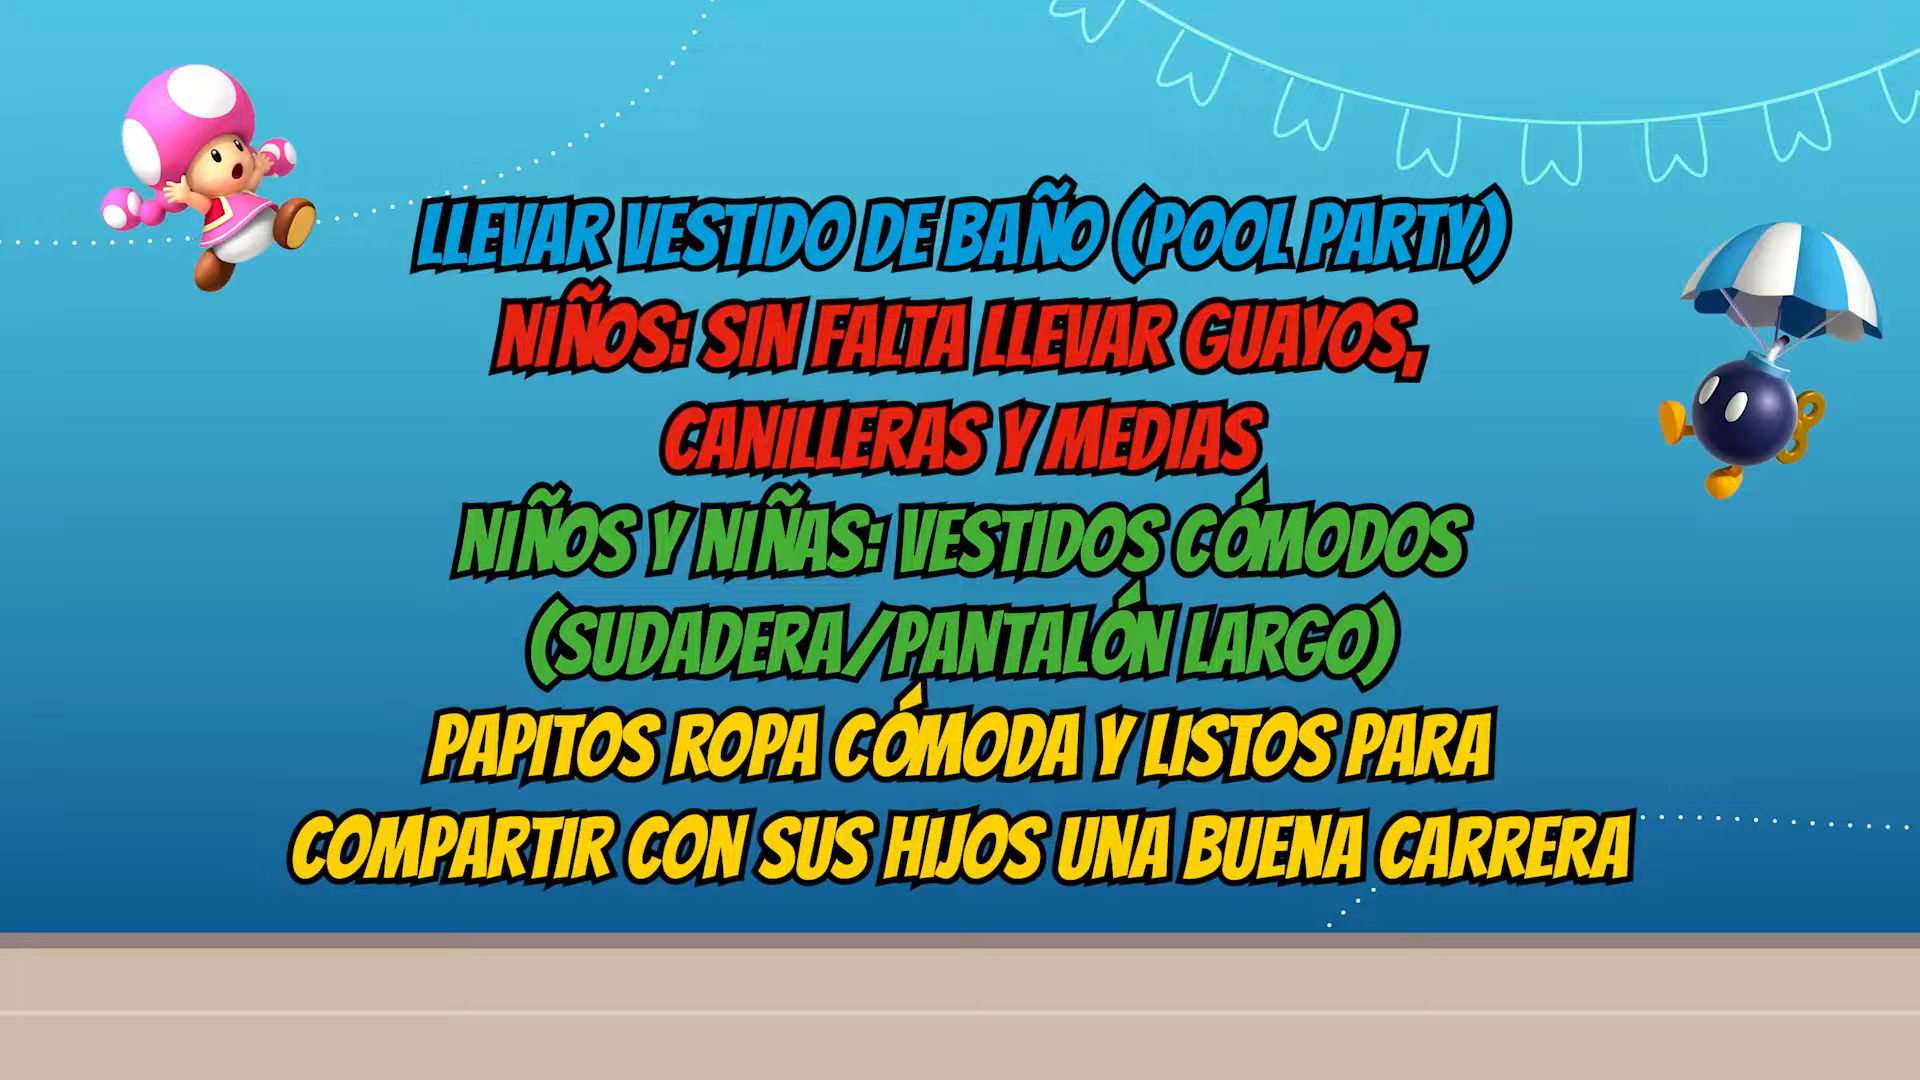 LLEVAR VESTIDO DE BAÑO (POOL PARTY)
NIÑOS: SIN FALTA LLEVAR GUAYOS,
CANILLERAS Y MEDIAS
NIÑOS Y NIÑAS: VESTIDOS CÓMODOS
(SUDADERA/PANTALÓN LARGO)
PAPITOS ROPA CÓMODA Y LISTOS PARA
COMPARTIR CON SUS HIJOS UNA BUENA CARRERA